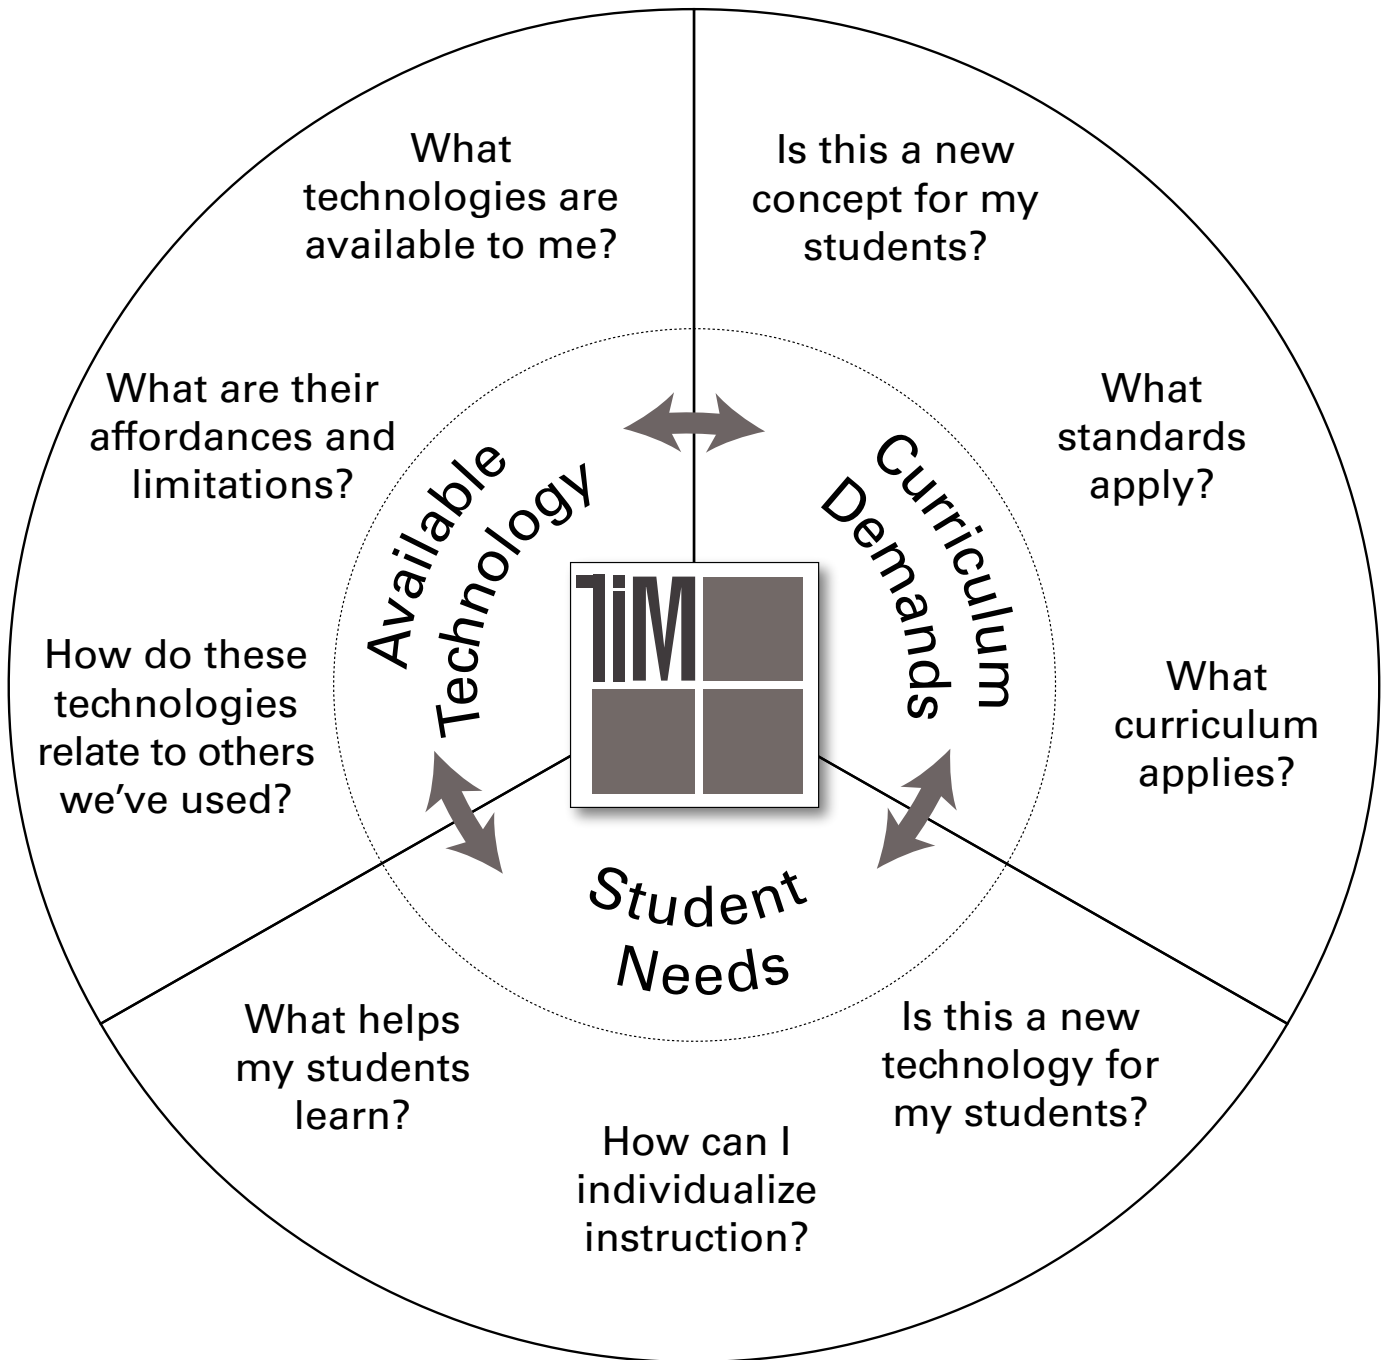 What
technologies are
available to me?
What are their
affordances and
limitations?
How do these
technologies
relate to others
we've used?
Is this a new
concept for my
students?
What
standards
apply?
What
curriculum
applies?
Available
Technology
Curriculum
Demands
TiM
Student
Needs
What helps
my students
learn?
How can I
individualize
instruction?
Is this a new
technology for
my students?